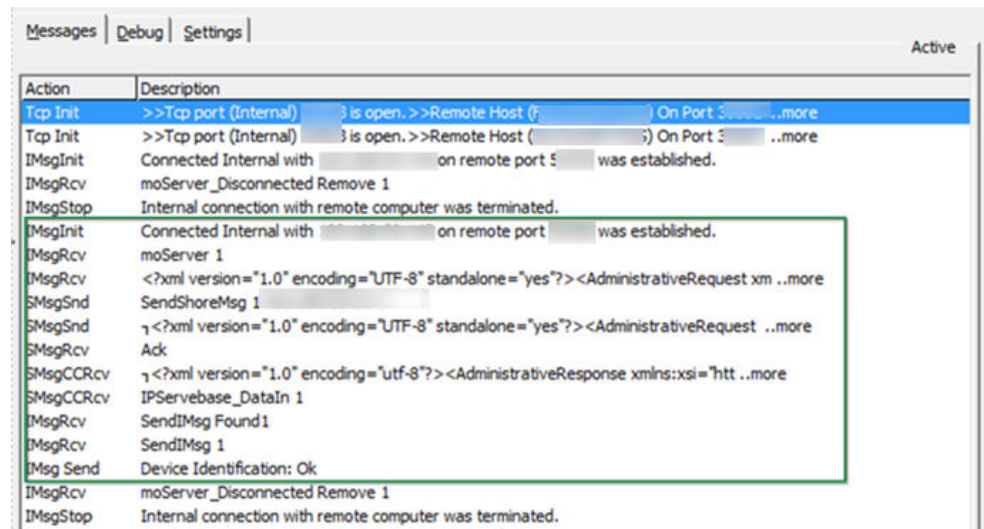 Messages Debug Settings
Active
Action Description
Tcp Init >>Tcp port (Internal) 3 is open.>>Remote Host (F ) On Port 3 ..more
Tcp Init >>Tcp port (Internal) 3 is open.>>Remote Host ( S) On Port 3 ..more
IMsgInit Connected Internal with on remote port 5 was established.
IMsgRcv moServer_Disconnected Remove 1
IMsgStop Internal connection with remote computer was terminated.
IMsgInit Connected Internal with on remote port was established.
IMsgRcv moServer 1
IMsgRcv <?xml version="1.0" encoding="UTF-8" standalone="yes"?><AdministrativeRequest xm ..more
SMsgSnd SendShoreMsg 1
SMsgSnd ┐<?xml version="1.0" encoding="UTF-8" standalone="yes"?><AdministrativeRequest ..more
SMsgRcv Ack
SMsgCCRcv ┐<?xml version="1.0" encoding="utf-8"?><AdministrativeResponse xmlns:xsi="htt ..more
SMsgCCRcv IPServebase_DataIn 1
IMsgRcv SendIMsg Found1
IMsgRcv SendIMsg 1
IMsg Send Device Identification: Ok
IMsgRcv moServer_Disconnected Remove 1
IMsgStop Internal connection with remote computer was terminated.